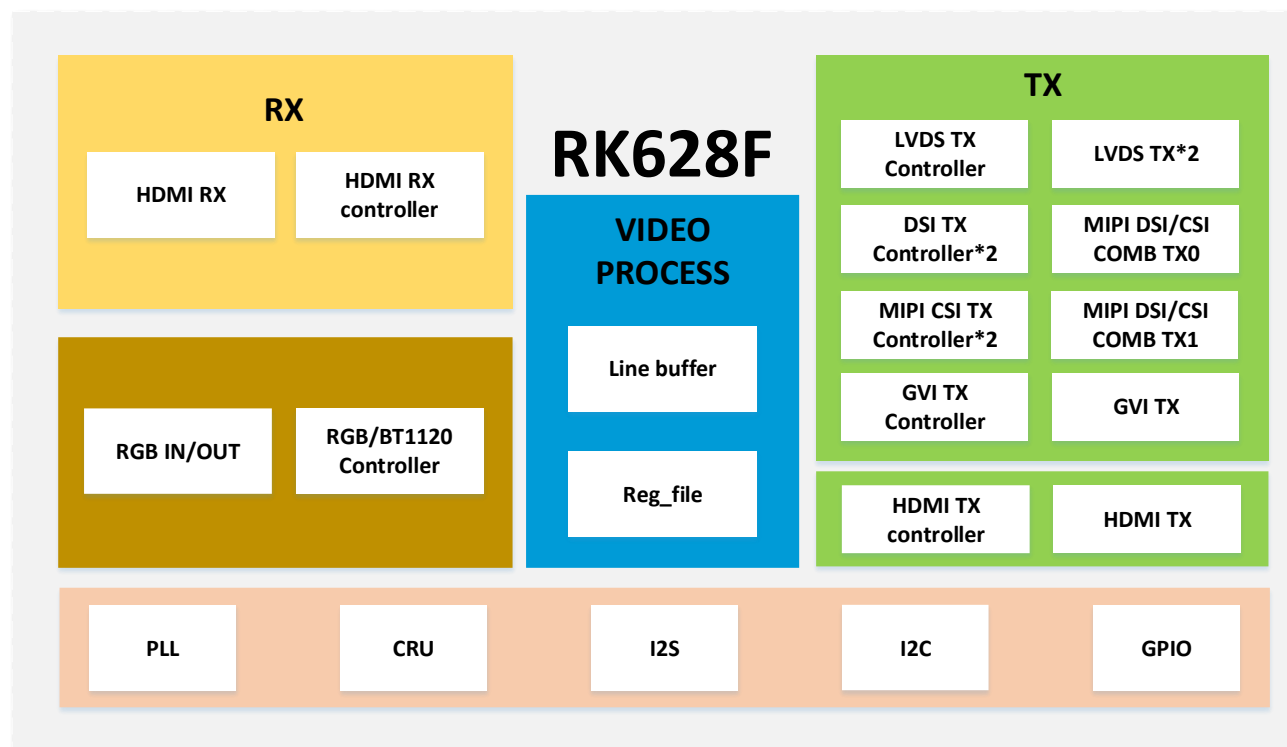 RX
HDMI RX
HDMI RX
controller
RGB IN/OUT
RGB/BT1120
Controller
RK628F
VIDEO
PROCESS
Line buffer
Reg_file
TX
LVDS TX
Controller
LVDS TX*2
DSI TX
Controller*2
MIPI DSI/CSI
COMB TX0
MIPI CSI TX
Controller*2
MIPI DSI/CSI
COMB TX1
GVI TX
Controller
GVI TX
HDMI TX
controller
HDMI TX
PLL
CRU
I2S
I2C
GPIO